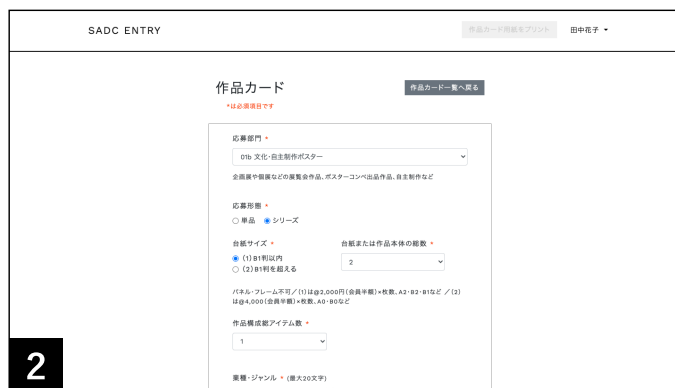 SADC ENTRY
作品カード用紙をプリント
田中花子
作品カード
作品カード一覧へ戻る
*は必須項目です
応募部門 *
01b 文化・自主制作ポスター
企画展や個展などの展覧会作品、ポスターコンペ出品作品、自主制作など
応募形態 *
単品 シリーズ
台紙サイズ *
台紙または作品本体の総数 *
(1)B1判以内
(2)B1判を超える
2
パネル・フレーム不可/(1)は@2,000円(会員半額)×枚数、A2・B2・B1など /(2)
は@4,000(会員半額)×枚数、A0・B0など
作品構成総アイテム数 *
1
業種・ジャンル * (最大20文字)
2